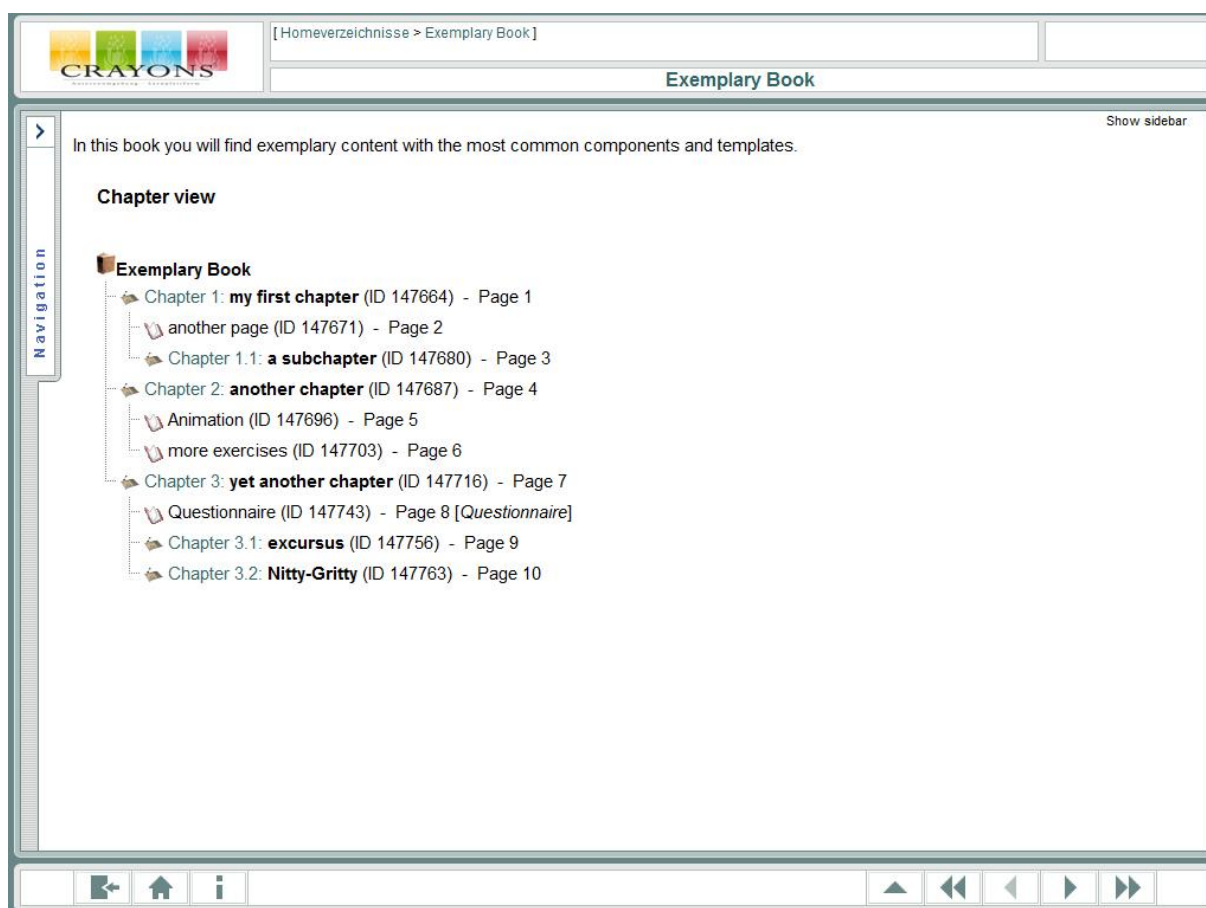 [ Homeverzeichnisse > Exemplary Book ]
CRAYONS
Exemplary Book
Show sidebar
In this book you will find exemplary content with the most common components and templates.
Chapter view
Navigation
Exemplary Book
Chapter 1: my first chapter (ID 147664) - Page 1
another page (ID 147671) - Page 2
Chapter 1.1: a subchapter (ID 147680) - Page 3
Chapter 2: another chapter (ID 147687) - Page 4
Animation (ID 147696) - Page 5
more exercises (ID 147703) - Page 6
Chapter 3: yet another chapter (ID 147716) - Page 7
Questionnaire (ID 147743) - Page 8 [Questionnaire]
Chapter 3.1: excursus (ID 147756) - Page 9
Chapter 3.2: Nitty-Gritty (ID 147763) - Page 10